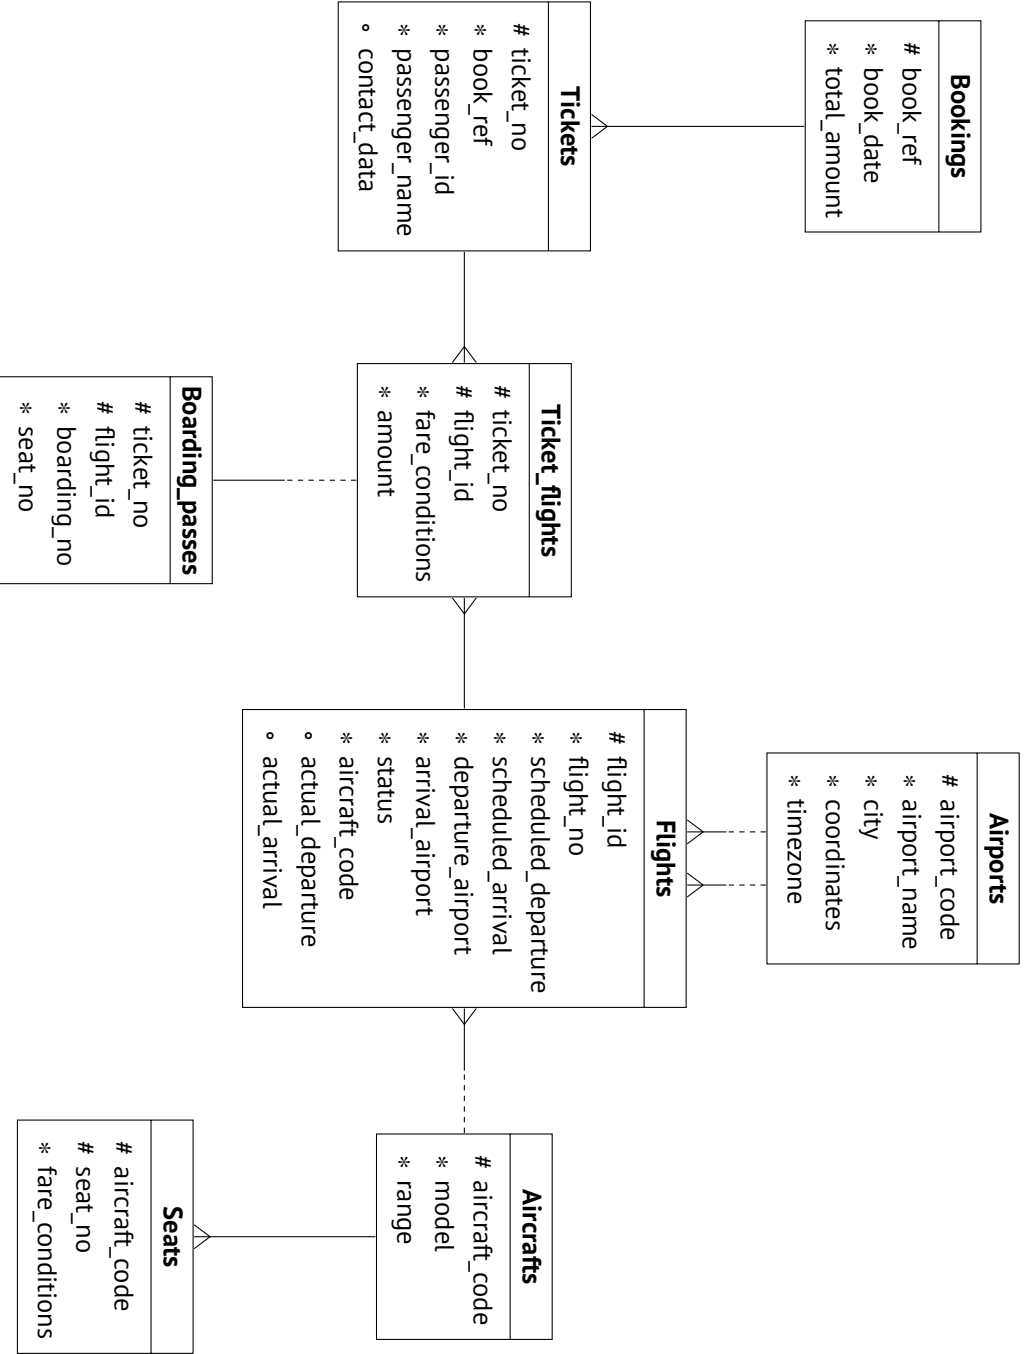 Bookings
# book_ref
* book_date
* total_amount
Airports
# airport_code
* airport_name
* city
* coordinates
* timezone
Tickets
# ticket_no
* book_ref
* passenger_id
* passenger_name
° contact_data
Ticket_flights
# ticket_no
# flight_id
* fare_conditions
* amount
Flights
# flight_id
* flight_no
* scheduled_departure
* scheduled_arrival
* departure_airport
* arrival_airport
* status
* aircraft_code
° actual_departure
° actual_arrival
Aircrafts
# aircraft_code
* model
* range
Boarding_passes
# ticket_no
# flight_id
* boarding_no
* seat_no
Seats
# aircraft_code
# seat_no
* fare_conditions